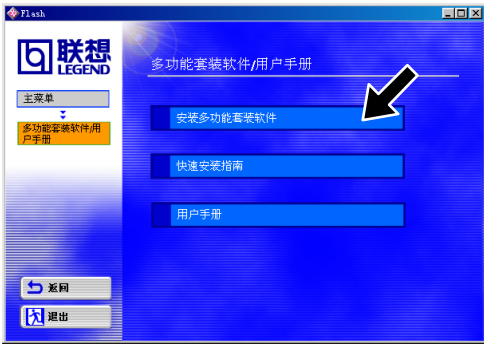 Flash
联想
LEGEND
多功能套装软件/用户手册
主菜单
多功能套装软件/用
户手册
安装多功能套装软件
快速安装指南
用户手册
返回
退出